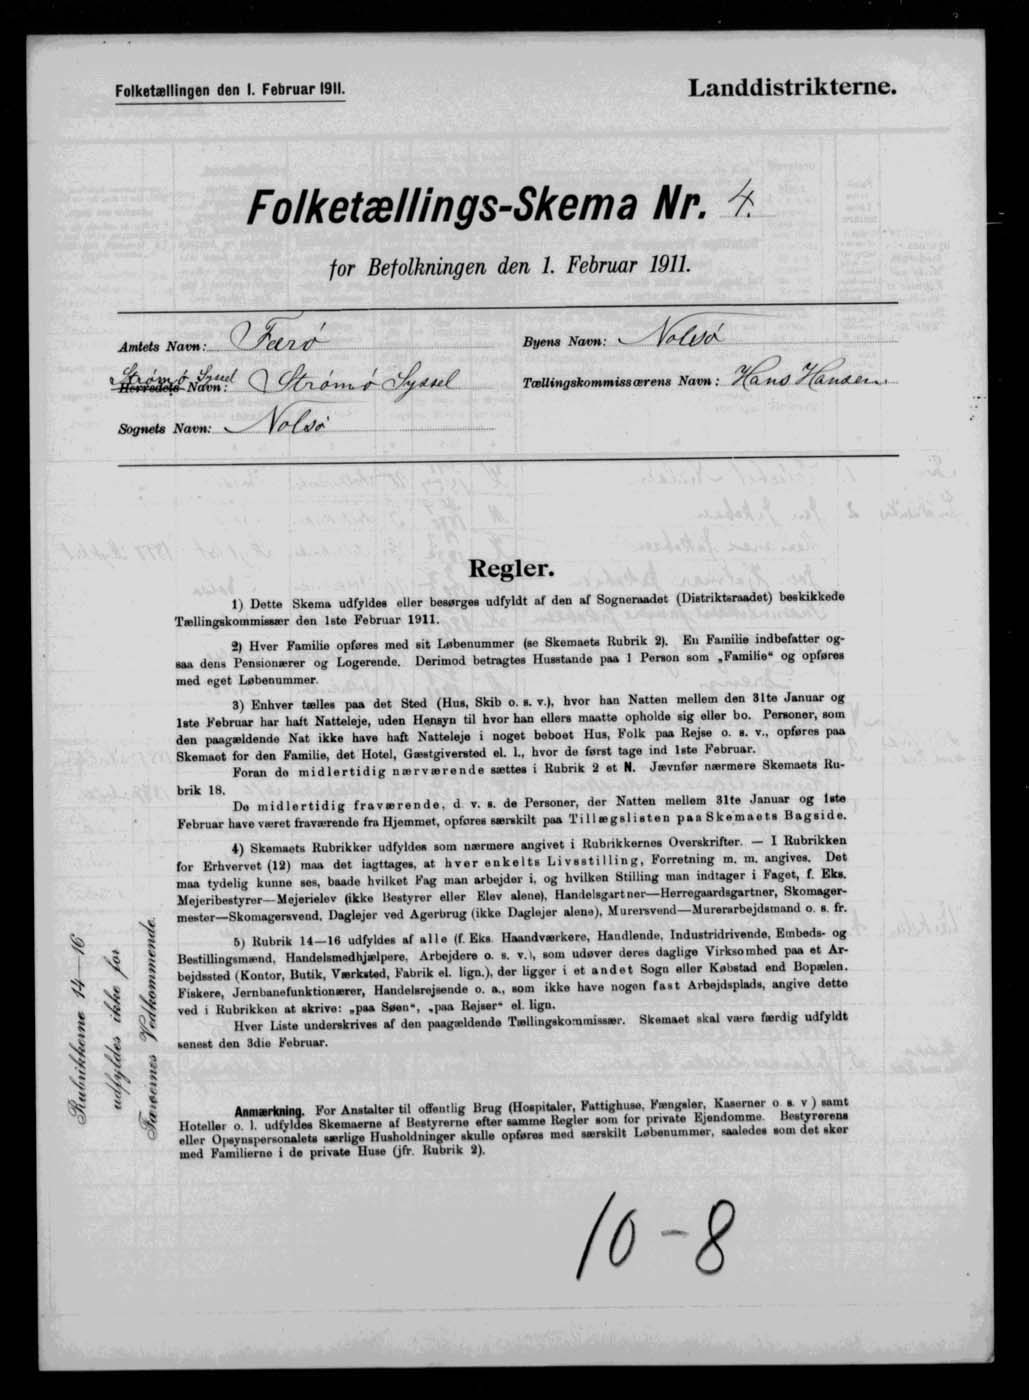 Folketællingen den 1. Februar 1911.
Landdistrikterne.
Folketællings-Skema Nr. 4.
for Befolkningen den 1. Februar 1911.
Amtets Navn: Færø
Byens Navn: Nolsø
Strømø Syssel
Herredets Navn: Strømø Syssel
Tællingskommissærens Navn: Hans Hansen.
Sognets Navn: Nolsø
Regler.
1) Dette Skema udfyldes eller besørges udfyldt af den af Sogneraadet (Distriktsraadet) beskikkede
Tællingskommissær den 1ste Februar 1911.
2) Hver Familie opføres med sit Løbenummer (se Skemaets Rubrik 2). En Familie indbefatter og-
saa dens Pensionærer og Logerende. Derimod betragtes Husstande paa 1 Person som „Familie“ og opføres
med eget Løbenummer.
3) Enhver tælles paa det Sted (Hus, Skib o. s. v.), hvor han Natten mellem den 31te Januar og
1ste Februar har haft Natteleje, uden Hensyn til hvor han ellers maatte opholde sig eller bo. Personer, som
den paagældende Nat ikke have haft Natteleje i noget beboet Hus, Folk paa Rejse o. s. v., opføres paa
Skemaet for den Familie, det Hotel, Gæstgiversted el. l., hvor de først tage ind 1ste Februar.
Foran de midlertidig nærværende sættes i Rubrik 2 et N. Jævnfør nærmere Skemaets Ru-
brik 18.
De midlertidig fraværende, d. v. s. de Personer, der Natten mellem 31te Januar og 1ste
Februar have været fraværende fra Hjemmet, opføres særskilt paa Tillægslisten paa Skemaets Bagside.
4) Skemaets Rubrikker udfyldes som nærmere angivet i Rubrikkernes Overskrifter. — I Rubrikken
for Erhvervet (12) maa det iagttages, at hver enkelts Livsstilling, Forretning m. m. angives. Det
maa tydelig kunne ses, baade hvilket Fag man arbejder i, og hvilken Stilling man indtager i Faget, f. Eks.
Mejeribestyrer—Mejerielev (ikke Bestyrer eller Elev alene), Handelsgartner—Herregaardsgartner, Skomager-
mester—Skomagersvend, Daglejer ved Agerbrug (ikke Daglejer alene), Murersvend—Murerarbejdsmand o. s. fr.
5) Rubrik 14—16 udfyldes af alle (f. Eks. Haandværkere, Handlende, Industridrivende, Embeds- og
Bestillingsmænd, Handelsmedhjælpere, Arbejdere o. s. v.), som udøver deres daglige Virksomhed paa et Ar-
bejdssted (Kontor, Butik, Værksted, Fabrik el. lign.), der ligger i et andet Sogn eller Købstad end Bopælen.
Fiskere, Jernbanefunktionærer, Handelsrejsende o. a., som ikke have nogen fast Arbejdsplads, angive dette
ved i Rubrikken at skrive: „paa Søen“, „paa Rejser“ el. lign.
Hver Liste underskrives af den paagældende Tællingskommissær. Skemaet skal være færdig udfyldt
senest den 3die Februar.
Rubrikkerne 14—16
udfyldes ikke for
Færøernes Vedkommende.
Anmærkning. For Anstalter til offentlig Brug (Hospitaler, Fattighuse, Fængsler, Kaserner o. s. v.) samt
Hoteller o. l. udfyldes Skemaerne af Bestyrerne efter samme Regler som for private Ejendomme. Bestyrerens
eller Opsynspersonalets særlige Husholdninger skulle opføres med særskilt Løbenummer, saaledes som det sker
med Familierne i de private Huse (jfr. Rubrik 2).
10-8